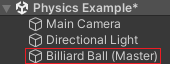 Physics Example*
Main Camera
Directional Light
Billiard Ball (Master)